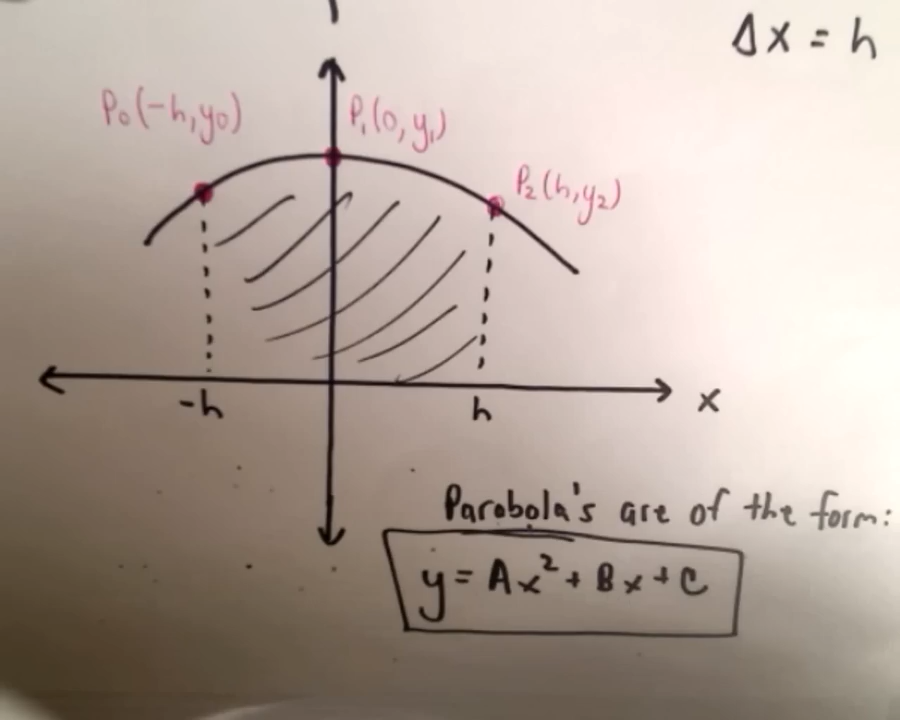 Δx = h
P₀(-h,y₀)
P₁(0,y₁)
P₂(h,y₂)
-h
h
x
Parabola's are of the form:
y = Ax² + Bx + C